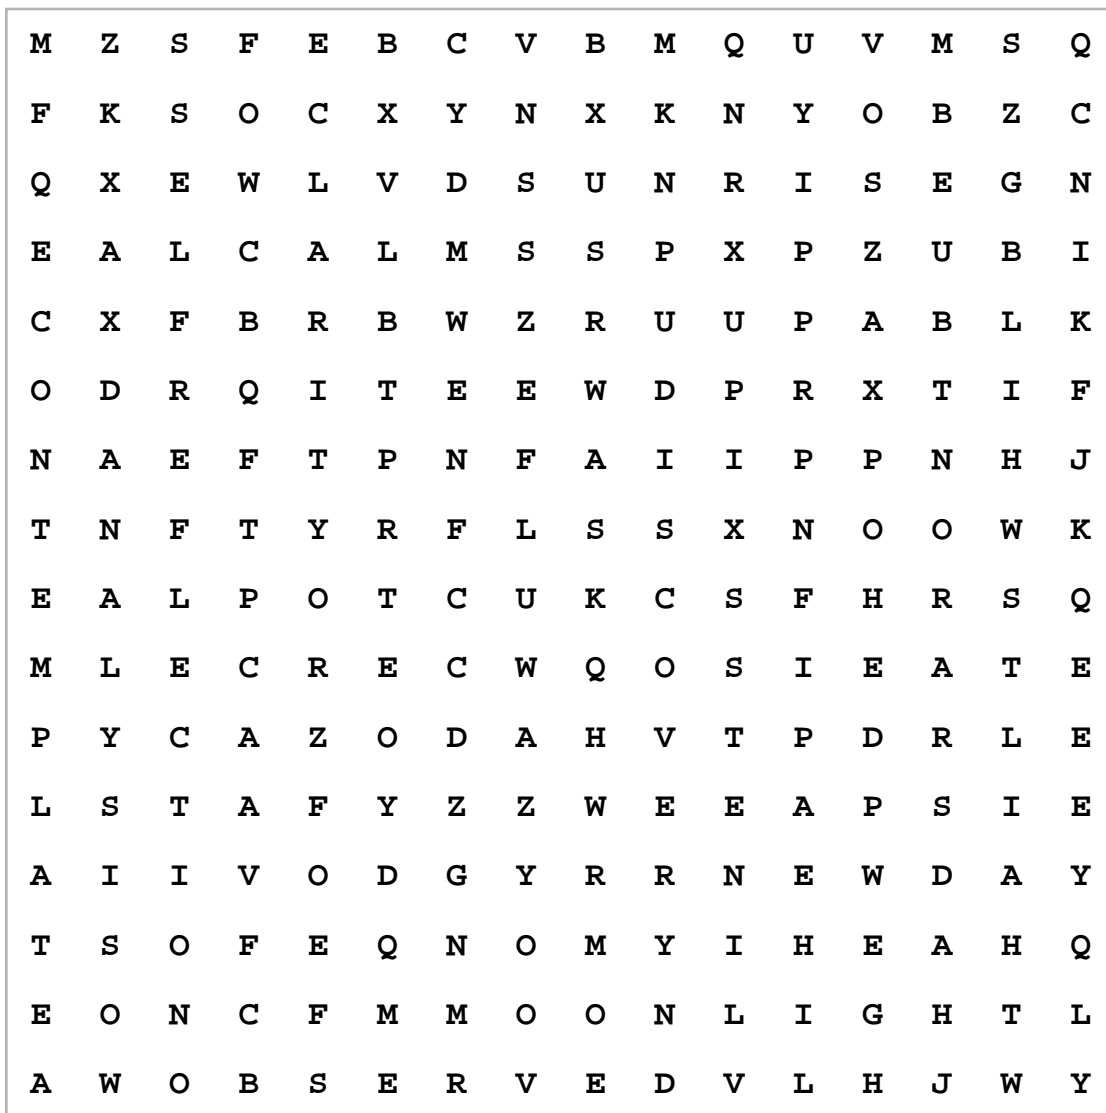 M Z S F E B C V B M Q U V M S Q
F K S O C X Y N X K N Y O B Z C
Q X E W L V D S U N R I S E G N
E A L C A L M S S P X P Z U B I
C X F B R B W Z R U U P A B L K
O D R Q I T E E W D P R X T I F
N A E F T P N F A I I P P N H J
T N F T Y R F L S S X N O O W K
E A L P O T C U K C S F H R S Q
M L E C R E C W Q O S I E A T E
P Y C A Z O D A H V T P D R L E
L S T A F Y Z Z W E E A P S I E
A I I V O D G Y R R N E W D A Y
T S O F E Q N O M Y I H E A H Q
E O N C F M M O O N L I G H T L
A W O B S E R V E D V L H J W Y